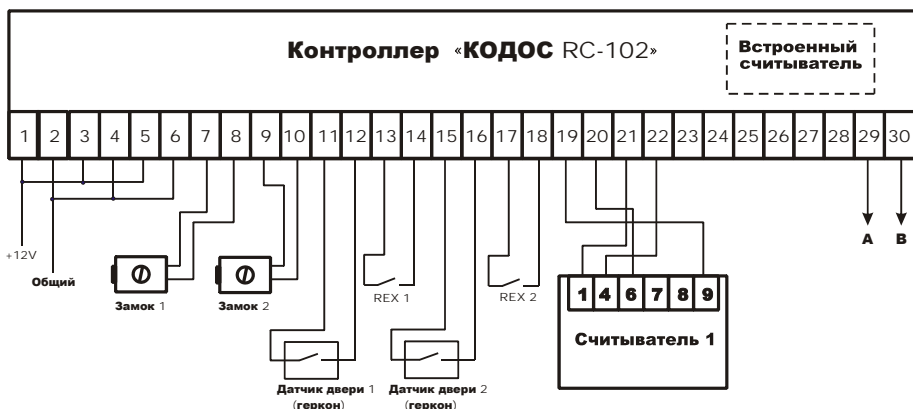 Контроллер «КОДОС RC-102»
Встроенный
считыватель
1 2 3 4 5 6 7 8 9 10 11 12 13 14 15 16 17 18 19 20 21 22 23 24 25 26 27 28 29 30
+12V
Общий
Замок 1
Замок 2
REX 1
REX 2
A
B
1 4 6 7 8 9
Считыватель 1
Датчик двери 1
(геркон)
Датчик двери 2
(геркон)